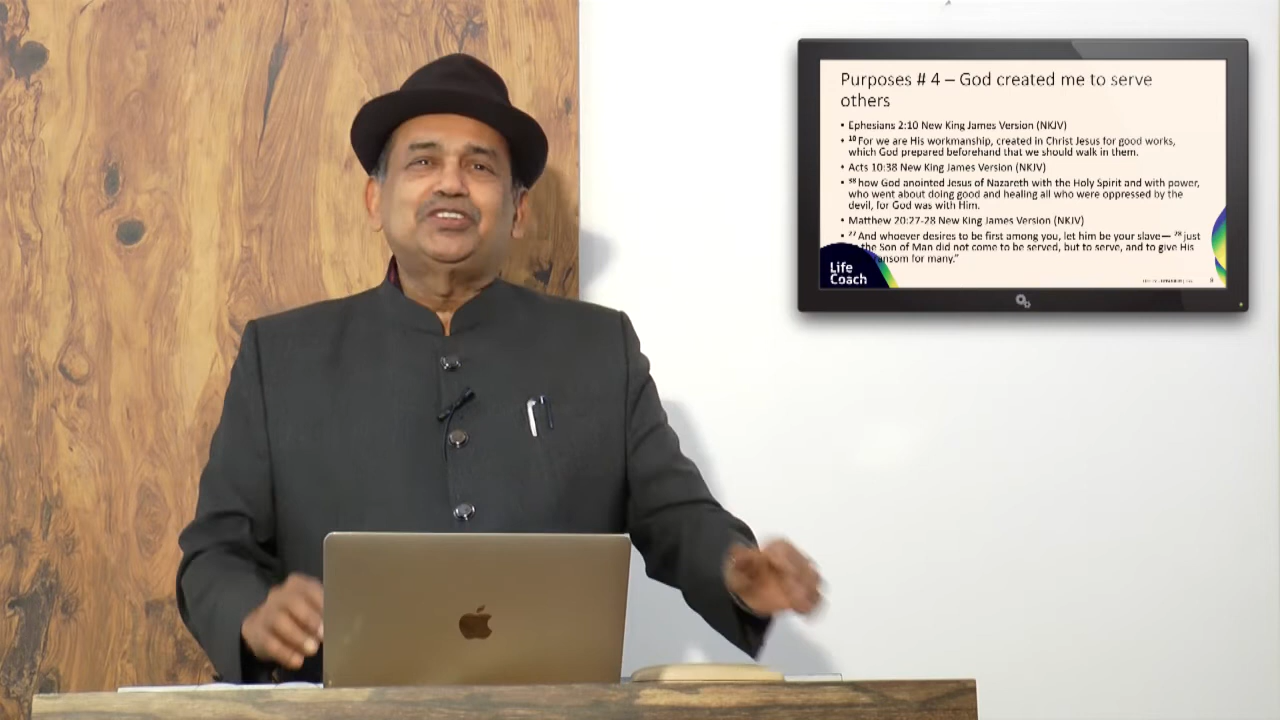 Purposes # 4 – God created me to serve
others
• Ephesians 2:10 New King James Version (NKJV)
• 10 For we are His workmanship, created in Christ Jesus for good works,
which God prepared beforehand that we should walk in them.
• Acts 10:38 New King James Version (NKJV)
• 38 how God anointed Jesus of Nazareth with the Holy Spirit and with power,
who went about doing good and healing all who were oppressed by the
devil, for God was with Him.
• Matthew 20:27-28 New King James Version (NKJV)
• 27 And whoever desires to be first among you, let him be your slave— 28 just
the Son of Man did not come to be served, but to serve, and to give His
ansom for many.”
Life
Coach